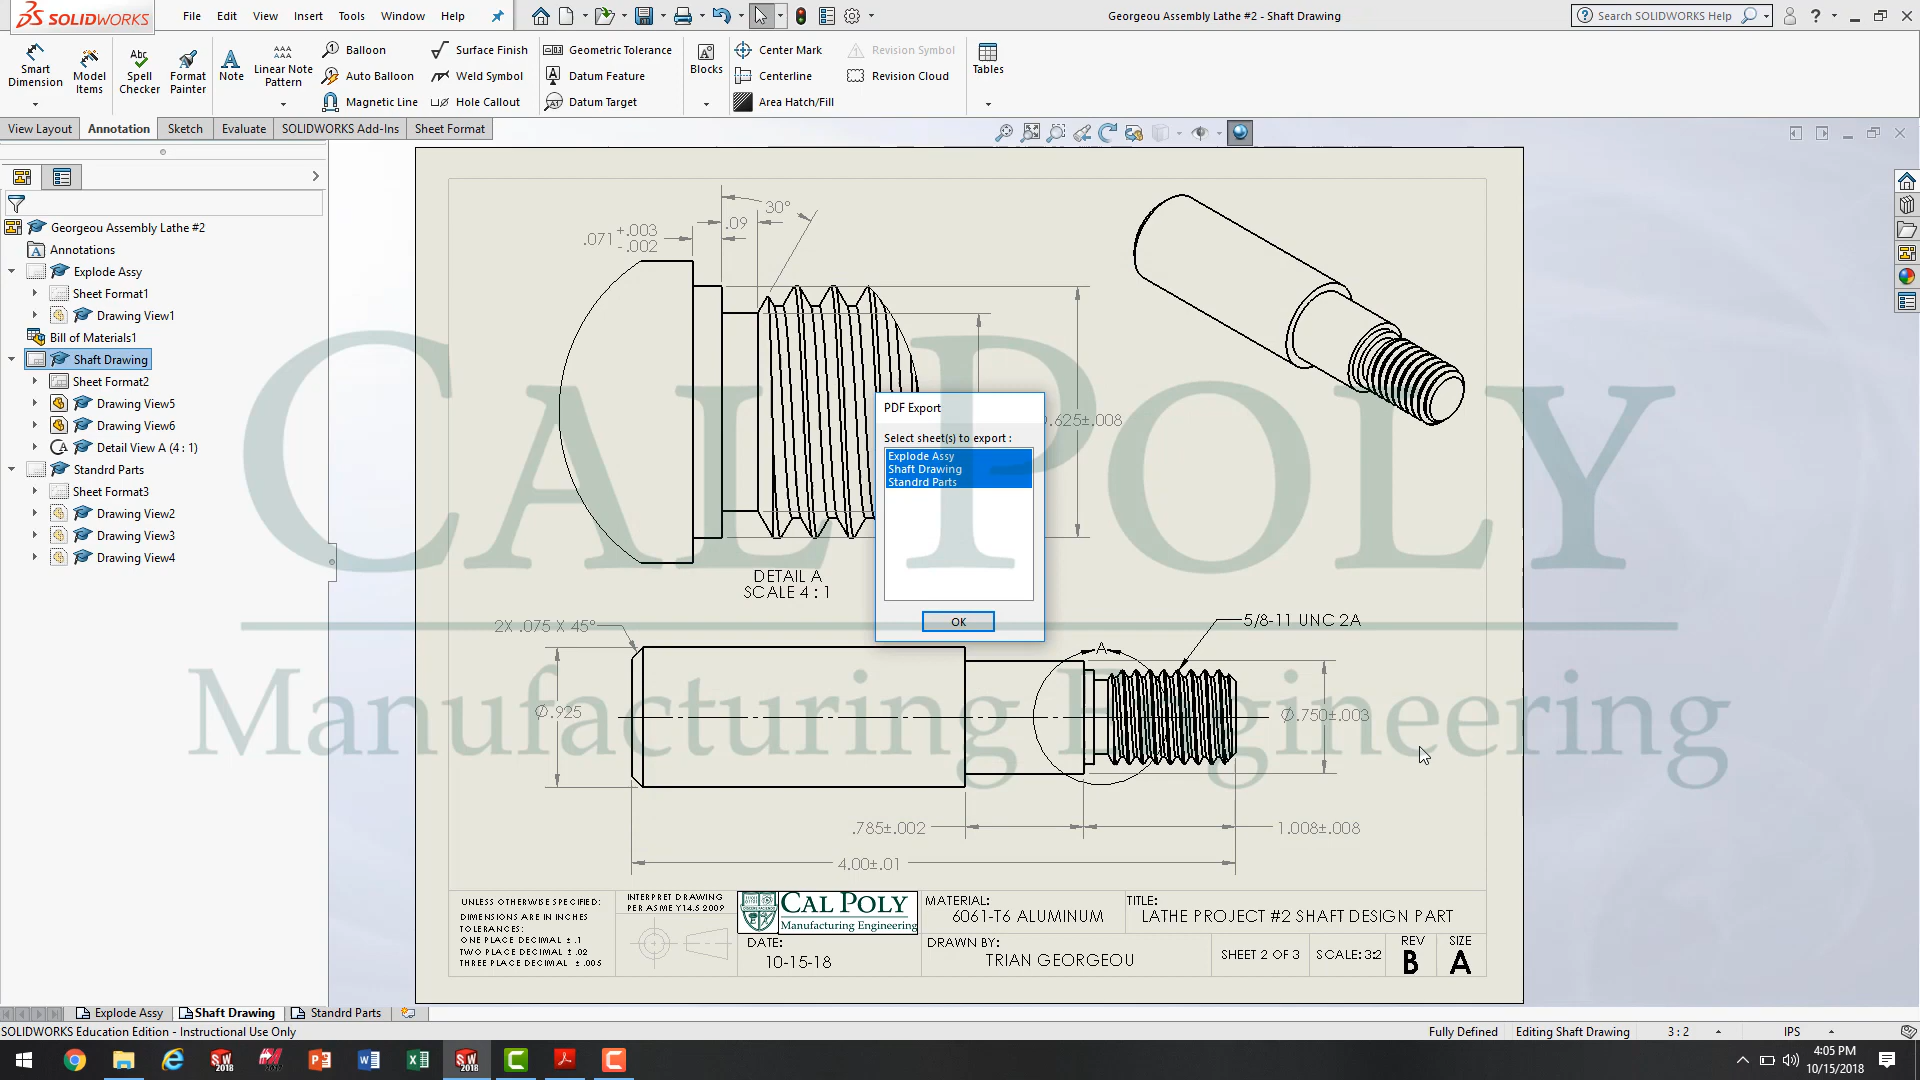 SOLIDWORKS
File Edit View Insert Tools Window Help
Georgeou Assembly Lathe #2 - Shaft Drawing
Search SOLIDWORKS Help
Smart Dimension
Model Items
Abc
Spell Checker
Format Painter
A
Note
Linear Note Pattern
Balloon
Auto Balloon
Magnetic Line
Surface Finish
Weld Symbol
Hole Callout
Geometric Tolerance
Datum Feature
Datum Target
Blocks
Center Mark
Centerline
Area Hatch/Fill
Revision Symbol
Revision Cloud
Tables
View Layout
Annotation
Sketch
Evaluate
SOLIDWORKS Add-Ins
Sheet Format
Georgeou Assembly Lathe #2
Annotations
Explode Assy
Sheet Format1
Drawing View1
Bill of Materials1
Shaft Drawing
Sheet Format2
Drawing View5
Drawing View6
Detail View A (4 : 1)
Standrd Parts
Sheet Format3
Drawing View2
Drawing View3
Drawing View4
30°
.09
.071 +.003
- .002
.625±.008
PDF Export
Select sheet(s) to export :
Explode Assy
Shaft Drawing
Standrd Parts
OK
CAL POLY
Manufacturing Engineering
DETAIL A
SCALE 4 : 1
2X .075 X 45°
5/8-11 UNC 2A
A
∅.925
∅.750±.003
.785±.002
1.008±.008
4.00±.01
UNLESS OTHERWISE SPECIFIED:
DIMENSIONS ARE IN INCHES
TOLERANCES:
ONE PLACE DECIMAL ± .1
TWO PLACE DECIMAL ± .02
THREE PLACE DECIMAL ± .005
INTERPRET DRAWING
PER ASME Y14.5 2009
CAL POLY
Manufacturing Engineering
DATE:
10-15-18
MATERIAL:
6061-T6 ALUMINUM
DRAWN BY:
TRIAN GEORGEOU
TITLE:
LATHE PROJECT #2 SHAFT DESIGN PART
SHEET 2 OF 3
SCALE: 3:2
REV
B
SIZE
A
Explode Assy
Shaft Drawing
Standrd Parts
SOLIDWORKS Education Edition - Instructional Use Only
Fully Defined
Editing Shaft Drawing
3 : 2
IPS
4:05 PM
10/15/2018